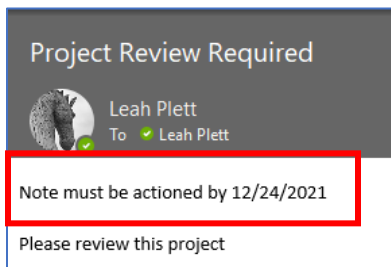 Project Review Required
Leah Plett
To Leah Plett
Note must be actioned by 12/24/2021
Please review this project